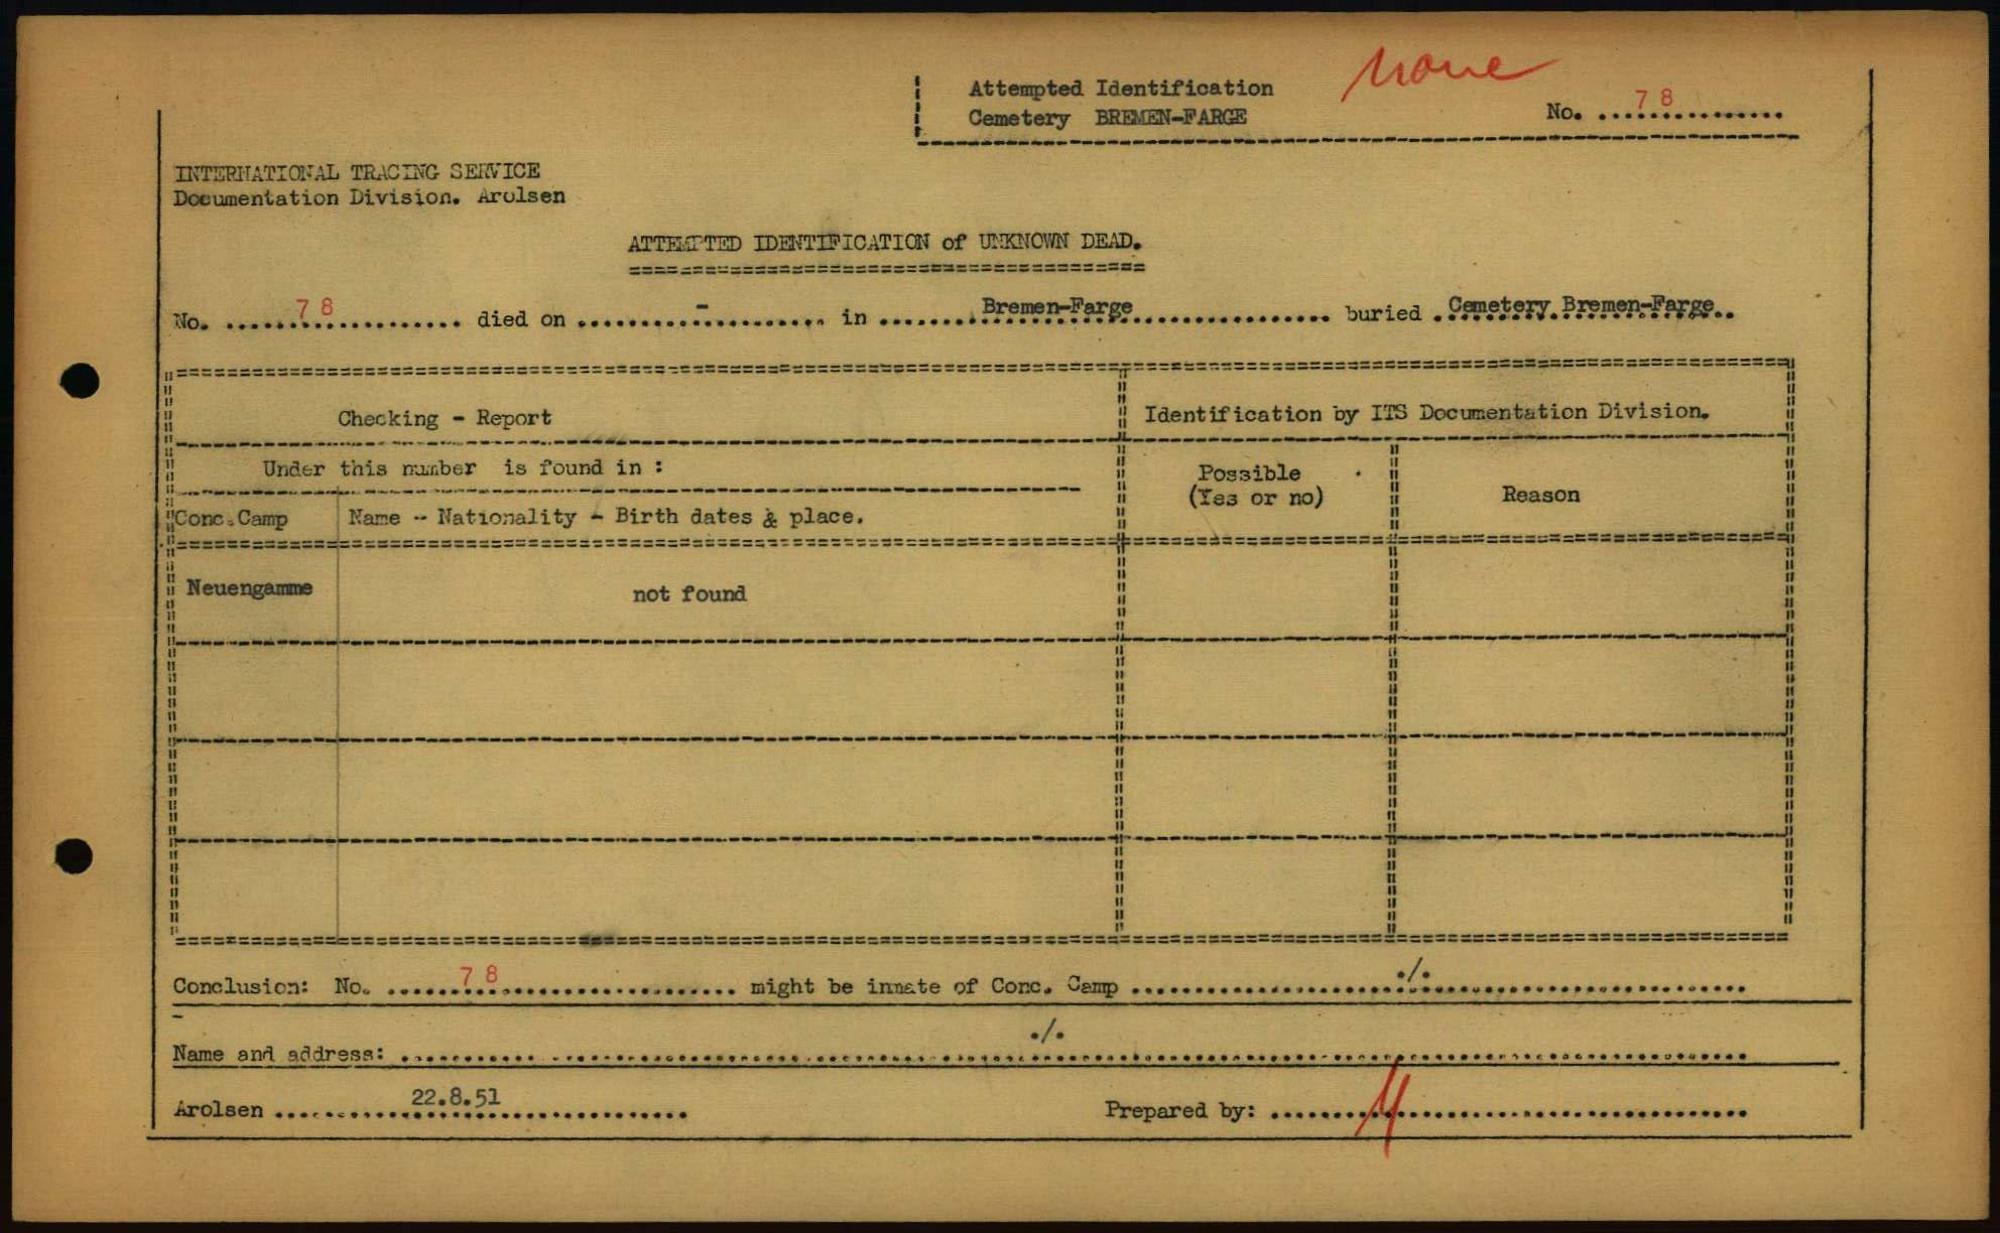 none
Attempted Identification
Cemetery BREMEN-FARGE
No. ..78..........
INTERNATIONAL TRACING SERVICE
Documentation Division. Arolsen
ATTEMPTED IDENTIFICATION of UNKNOWN DEAD.
No. ......78........... died on ..........-......... in ........Bremen-Farge............... buried .Cemetery Bremen-Farge..
Checking - Report
Identification by ITS Documentation Division.
Under this number is found in :
Possible
(Yes or no)
Reason
Conc.Camp
Name - Nationality - Birth dates & place.
Neuengamme
not found
Conclusion: No. ......78................... might be inmate of Conc. Camp .....................·/·.........................
Name and address: ..................................................·/·.......................................................
Arolsen ...........22.8.51...............
Prepared by: .....................................